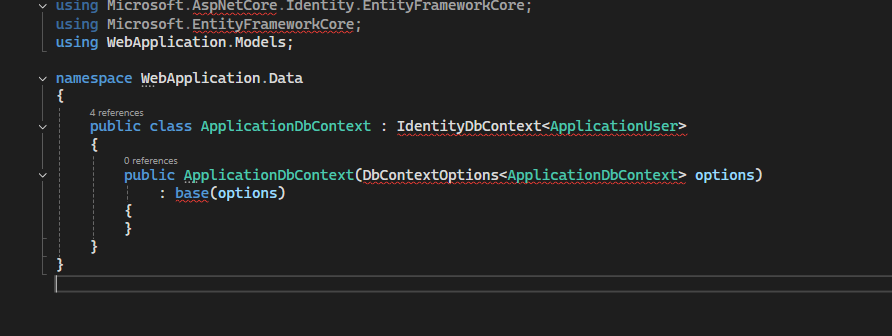 using Microsoft.AspNetCore.Identity.EntityFrameworkCore;
using Microsoft.EntityFrameworkCore;
using WebApplication.Models;
namespace WebApplication.Data
{
4 references
public class ApplicationDbContext : IdentityDbContext<ApplicationUser>
{
0 references
public ApplicationDbContext(DbContextOptions<ApplicationDbContext> options)
: base(options)
{
}
}
}